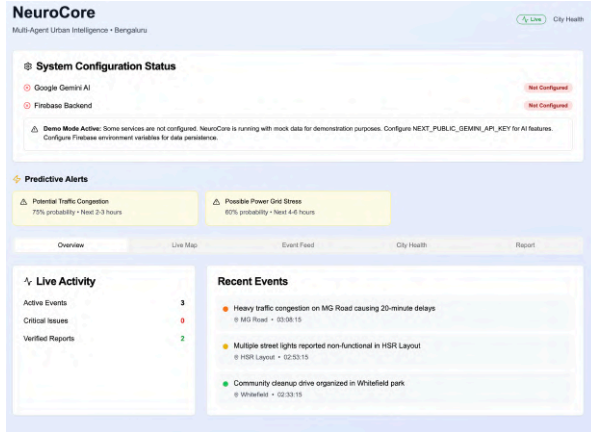 NeuroCore
Multi-Agent Urban Intelligence • Bengaluru
Live
City Health
System Configuration Status
Google Gemini AI
Not Configured
Firebase Backend
Not Configured
Demo Mode Active: Some services are not configured. NeuroCore is running with mock data for demonstration purposes. Configure NEXT_PUBLIC_GEMINI_API_KEY for AI features.
Configure Firebase environment variables for data persistence.
Predictive Alerts
Potential Traffic Congestion
75% probability • Next 2-3 hours
Possible Power Grid Stress
60% probability • Next 4-6 hours
Overview
Live Map
Event Feed
City Health
Report
Live Activity
Active Events 3
Critical Issues 0
Verified Reports 2
Recent Events
Heavy traffic congestion on MG Road causing 20-minute delays
MG Road • 03:08:15
Multiple street lights reported non-functional in HSR Layout
HSR Layout • 02:53:15
Community cleanup drive organized in Whitefield park
Whitefield • 02:33:15